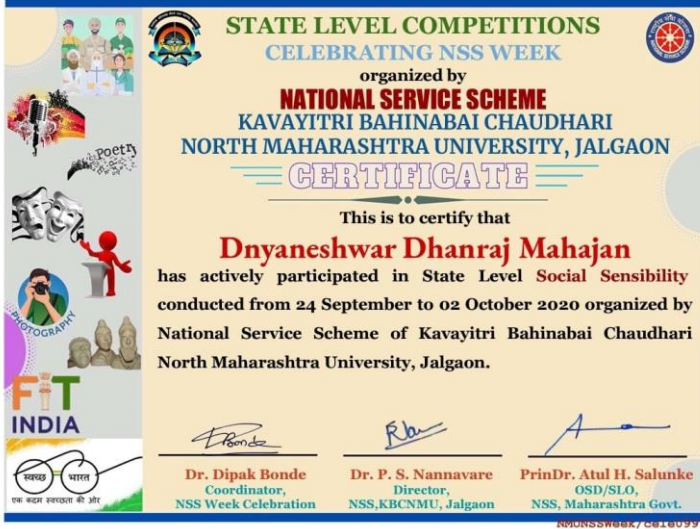 STATE LEVEL COMPETITIONS
CELEBRATING NSS WEEK
organized by
NATIONAL SERVICE SCHEME
KAVAYITRI BAHINABAI CHAUDHARI
NORTH MAHARASHTRA UNIVERSITY, JALGAON
CERTIFICATE
This is to certify that
Dnyaneshwar Dhanraj Mahajan
has actively participated in State Level Social Sensibility
conducted from 24 September to 02 October 2020 organized by
National Service Scheme of Kavayitri Bahinabai Chaudhari
North Maharashtra University, Jalgaon.
Poetry
PHOTOGRAPHY
FIT
INDIA
स्वच्छ भारत
एक कदम स्वच्छता की ओर
Dr. Dipak Bonde
Coordinator,
NSS Week Celebration
Dr. P. S. Nannavare
Director,
NSS,KBCNMU, Jalgaon
PrinDr. Atul H. Salunke
OSD/SLO,
NSS, Maharashtra Govt.